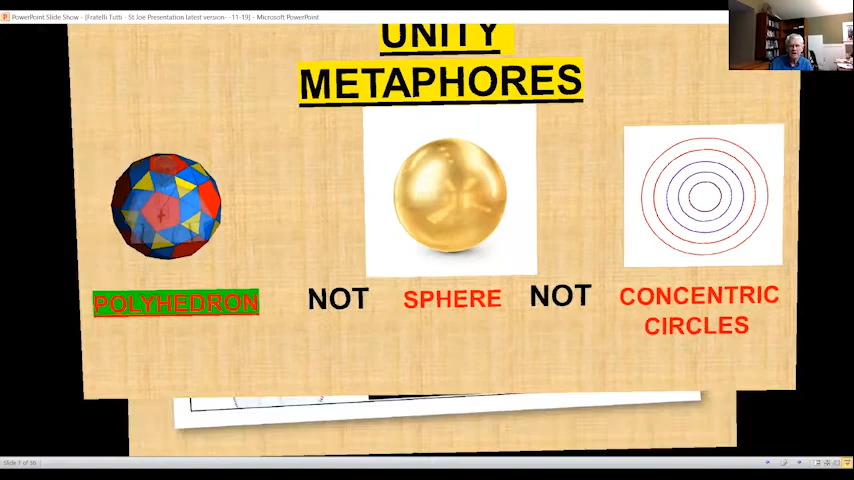 PowerPoint Slide Show - [Fratelli Tutti - St Joe Presentation latest version- -11-19] - Microsoft PowerPoint
UNITY
METAPHORES
POLYHEDRON NOT SPHERE NOT CONCENTRIC
CIRCLES
Slide 7 of 36